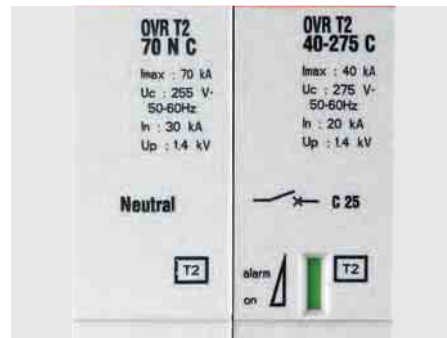 OVR T2
70 N C
Imax : 70 kA
Uc : 255 V-
50-60Hz
In : 30 kA
Up : 1.4 kV
Neutral
T2
OVR T2
40-275 C
Imax : 40 kA
Uc : 275 V-
50-60Hz
In : 20 kA
Up : 1.4 kV
C 25
alarm
T2
on